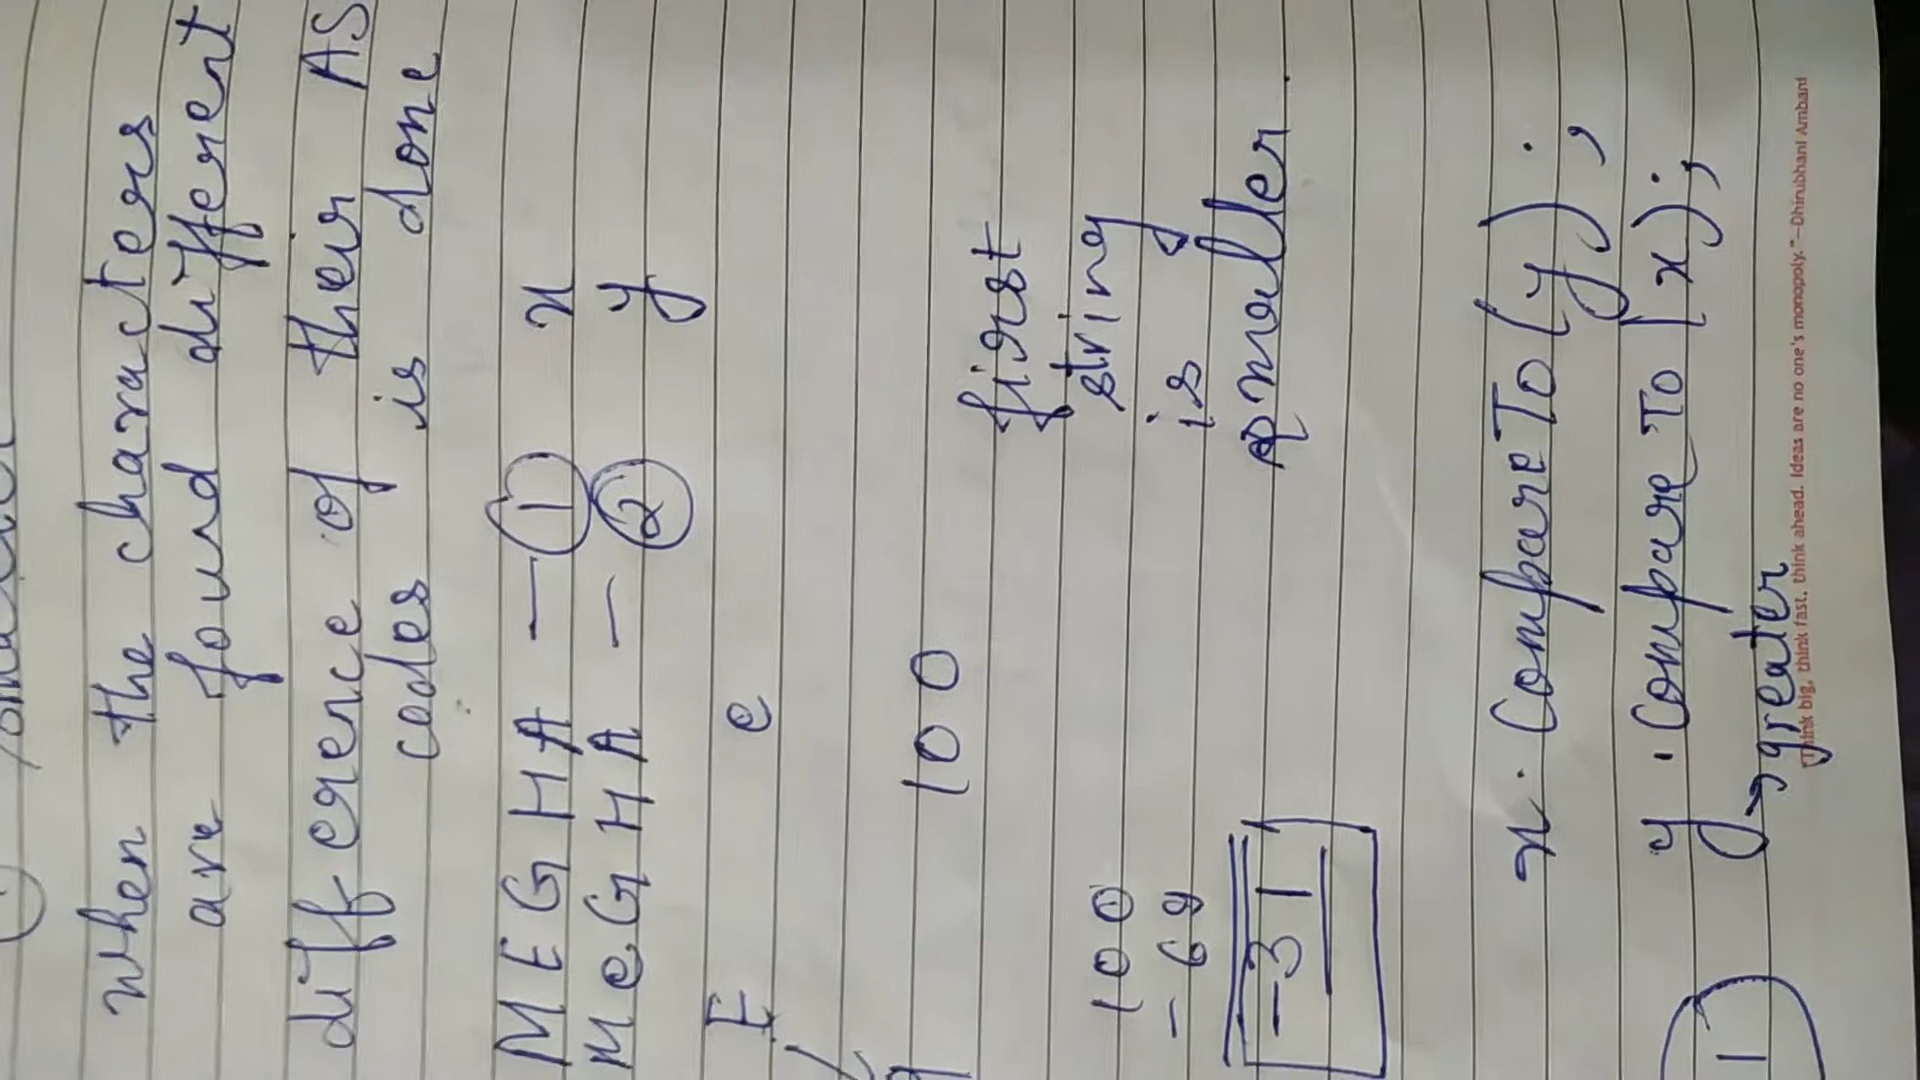 when the characters
are found different
difference of their AS
codes is done
MEGHA - 1 x
MeGHA - 2 y
E e
100
first
100 string
- 69 is
-31 smaller.
x. CompareTo(y);
y. CompareTo(x);
1 y→greater
"Think big, think fast, think ahead. Ideas are no one's monopoly."-Dhirubhani Ambani